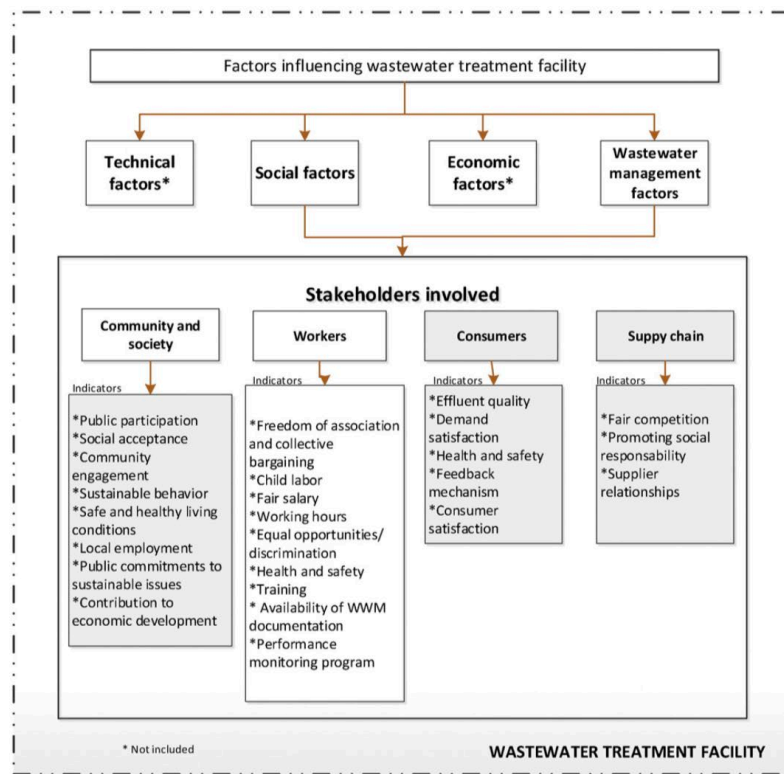 Factors influencing wastewater treatment facility
Technical
factors*
Social factors
Economic
factors*
Wastewater
management
factors
Stakeholders involved
Community and
society
Indicators
*Public participation
*Social acceptance
*Community
engagement
*Sustainable behavior
*Safe and healthy living
conditions
*Local employment
*Public commitments to
sustainable issues
*Contribution to
economic development
Workers
Indicators
*Freedom of association
and collective
bargaining
*Child labor
*Fair salary
*Working hours
*Equal opportunities/
discrimination
*Health and safety
*Training
* Availability of WWM
documentation
*Performance
monitoring program
Consumers
Indicators
*Effluent quality
*Demand
satisfaction
*Health and safety
*Feedback
mechanism
*Consumer
satisfaction
Suppy chain
Indicators
*Fair competition
*Promoting social
responsability
*Supplier
relationships
* Not included
WASTEWATER TREATMENT FACILITY